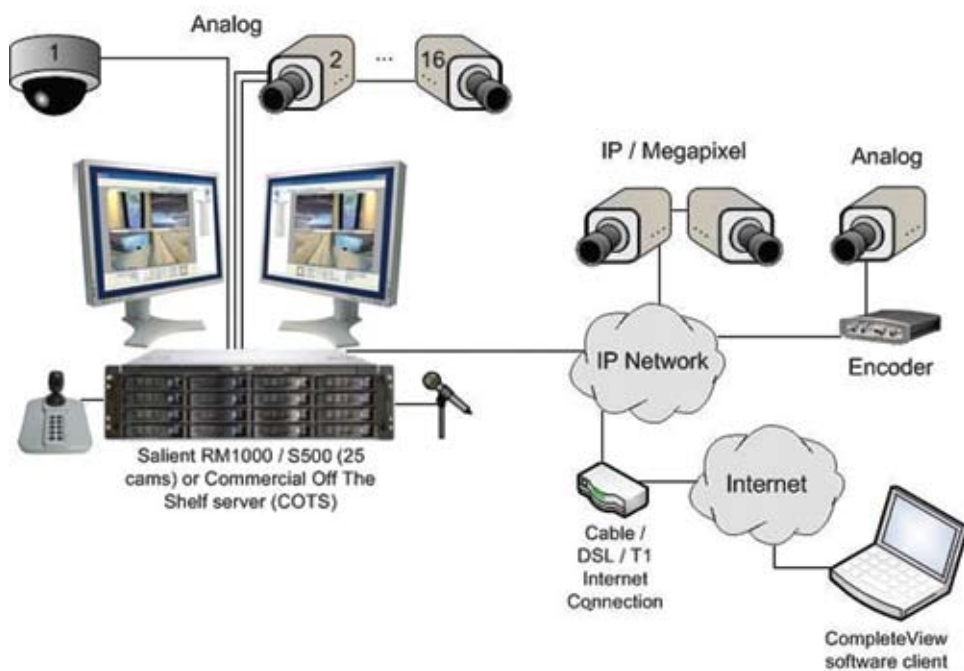 Analog
1
2
...
16
IP / Megapixel
Analog
IP Network
Encoder
Salient RM1000 / S500 (25
cams) or Commercial Off The
Shelf server (COTS)
Internet
Cable /
DSL / T1
Internet
Connection
CompleteView
software client